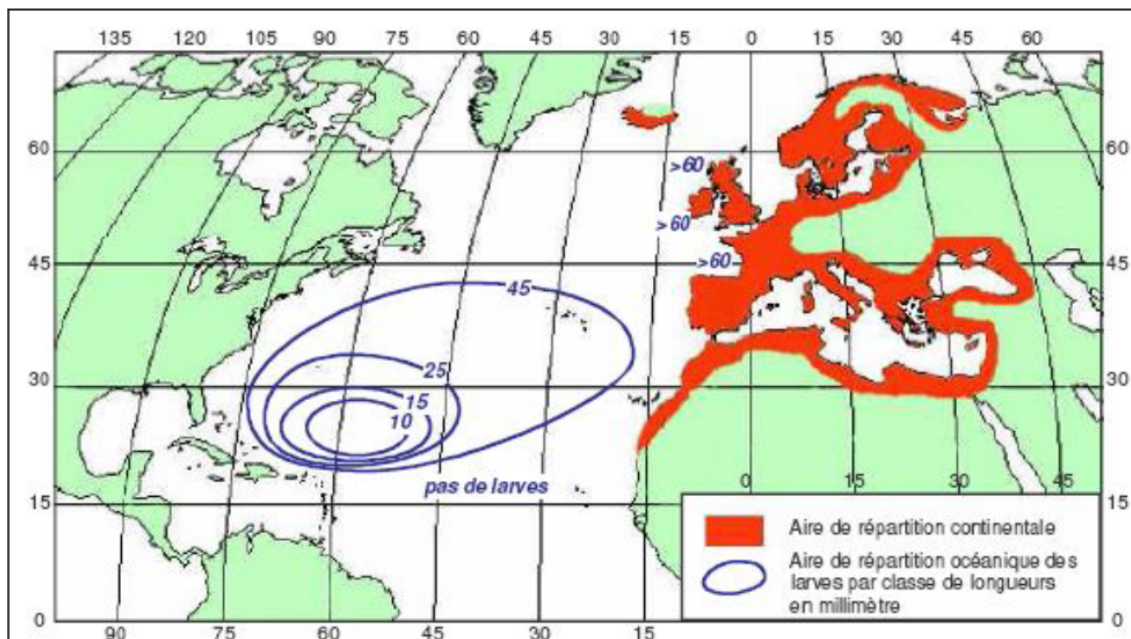 135 120 105 90 75 60 45 30 15 0 15 30 45 60
60 >60 60
>60
45 >60 45
45
30 25 30
15
10
pas de larves 0 15 30 45
15 15
Aire de répartition continentale
Aire de répartition océanique des
larves par classe de longueurs
en millimètre
0 0
90 75 60 45 30 15